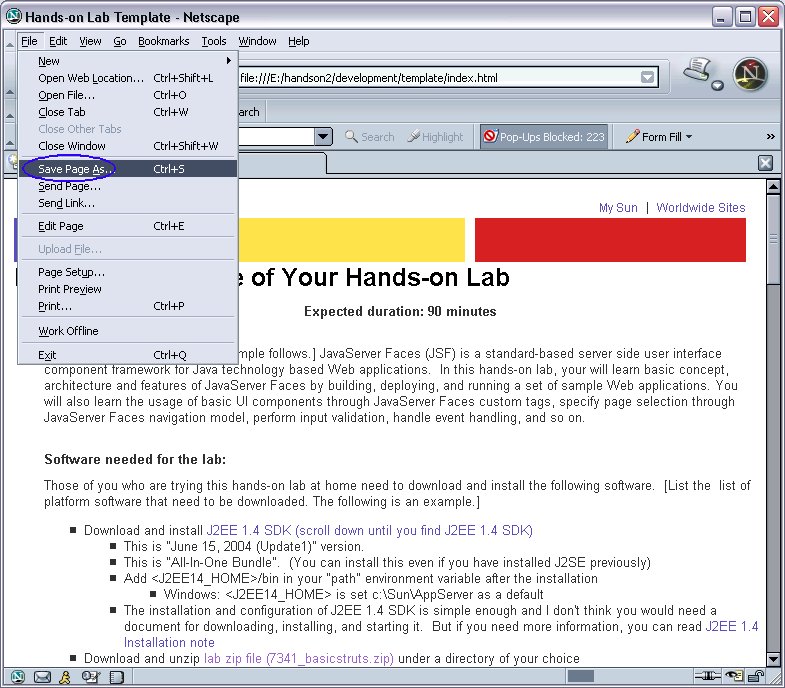 Hands-on Lab Template - Netscape
File Edit View Go Bookmarks Tools Window Help
New
Open Web Location... Ctrl+Shift+L
Open File... Ctrl+O
Close Tab Ctrl+W
Close Other Tabs
Close Window Ctrl+Shift+W
Save Page As... Ctrl+S
Send Page...
Send Link...
Edit Page Ctrl+E
Upload File...
Page Setup...
Print Preview
Print... Ctrl+P
Work Offline
Exit Ctrl+Q
file:///E:/handson2/development/template/index.html
N
arch
Search Highlight Pop-Ups Blocked: 223 Form Fill »
My Sun | Worldwide Sites
e of Your Hands-on Lab
Expected duration: 90 minutes
mple follows.] JavaServer Faces (JSF) is a standard-based server side user interface
component framework for Java technology based Web applications. In this hands-on lab, your will learn basic concept,
architecture and features of JavaServer Faces by building, deploying, and running a set of sample Web applications. You
will also learn the usage of basic UI components through JavaServer Faces custom tags, specify page selection through
JavaServer Faces navigation model, perform input validation, handle event handling, and so on.
Software needed for the lab:
Those of you who are trying this hands-on lab at home need to download and install the following software. [List the list of
platform software that need to be downloaded. The following is an example.]
Download and install J2EE 1.4 SDK (scroll down until you find J2EE 1.4 SDK)
This is "June 15, 2004 (Update1)" version.
This is "All-In-One Bundle". (You can install this even if you have installed J2SE previously)
Add <J2EE14_HOME>/bin in your "path" environment variable after the installation
Windows: <J2EE14_HOME> is set c:\Sun\AppServer as a default
The installation and configuration of J2EE 1.4 SDK is simple enough and I don't think you would need a
document for downloading, installing, and starting it. But if you need more information, you can read J2EE 1.4
Installation note
Download and unzip lab zip file (7341_basicstruts.zip) under a directory of your choice